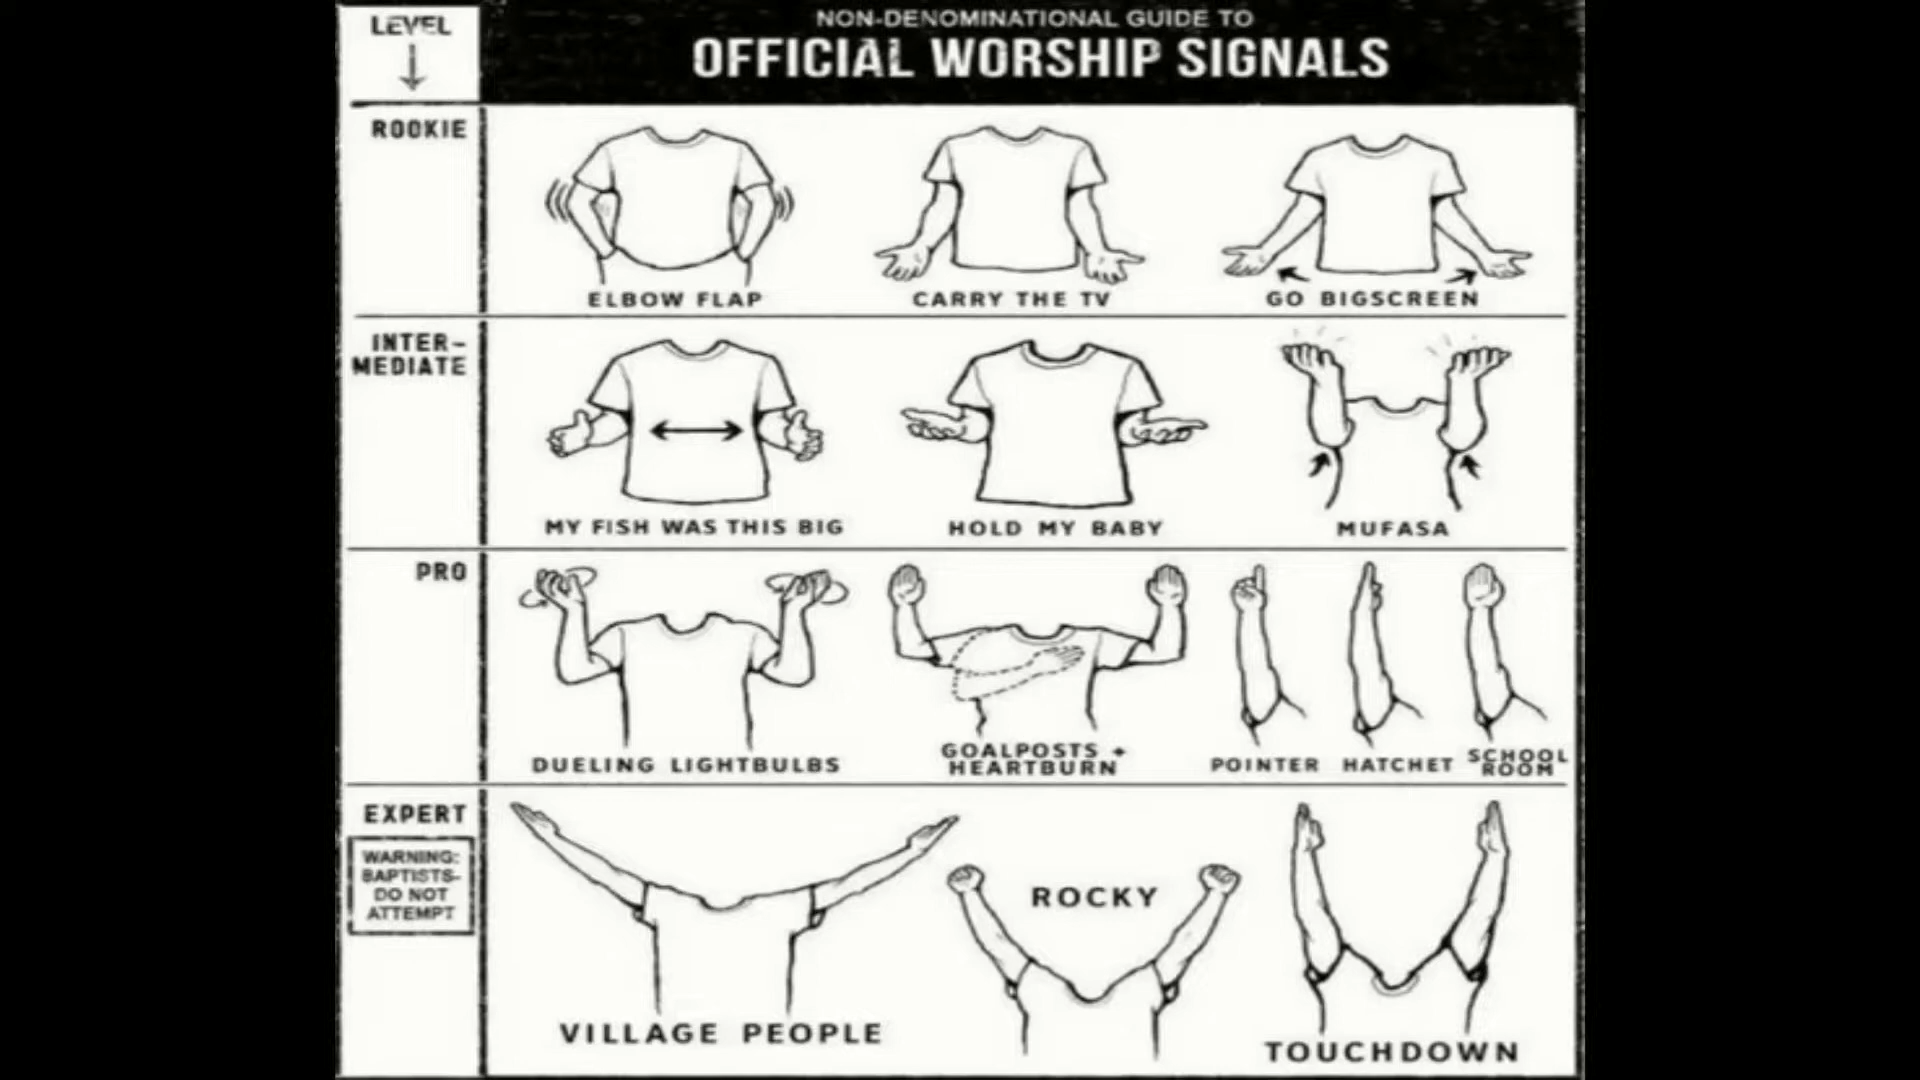 LEVEL
NON-DENOMINATIONAL GUIDE TO
OFFICIAL WORSHIP SIGNALS
ROOKIE
ELBOW FLAP
CARRY THE TV
GO BIGSCREEN
INTER-
MEDIATE
MY FISH WAS THIS BIG
HOLD MY BABY
MUFASA
PRO
DUELING LIGHTBULBS
GOALPOSTS +
HEARTBURN
POINTER
HATCHET
SCHOOL
ROOM
EXPERT
WARNING:
BAPTISTS-
DO NOT
ATTEMPT
VILLAGE PEOPLE
ROCKY
TOUCHDOWN